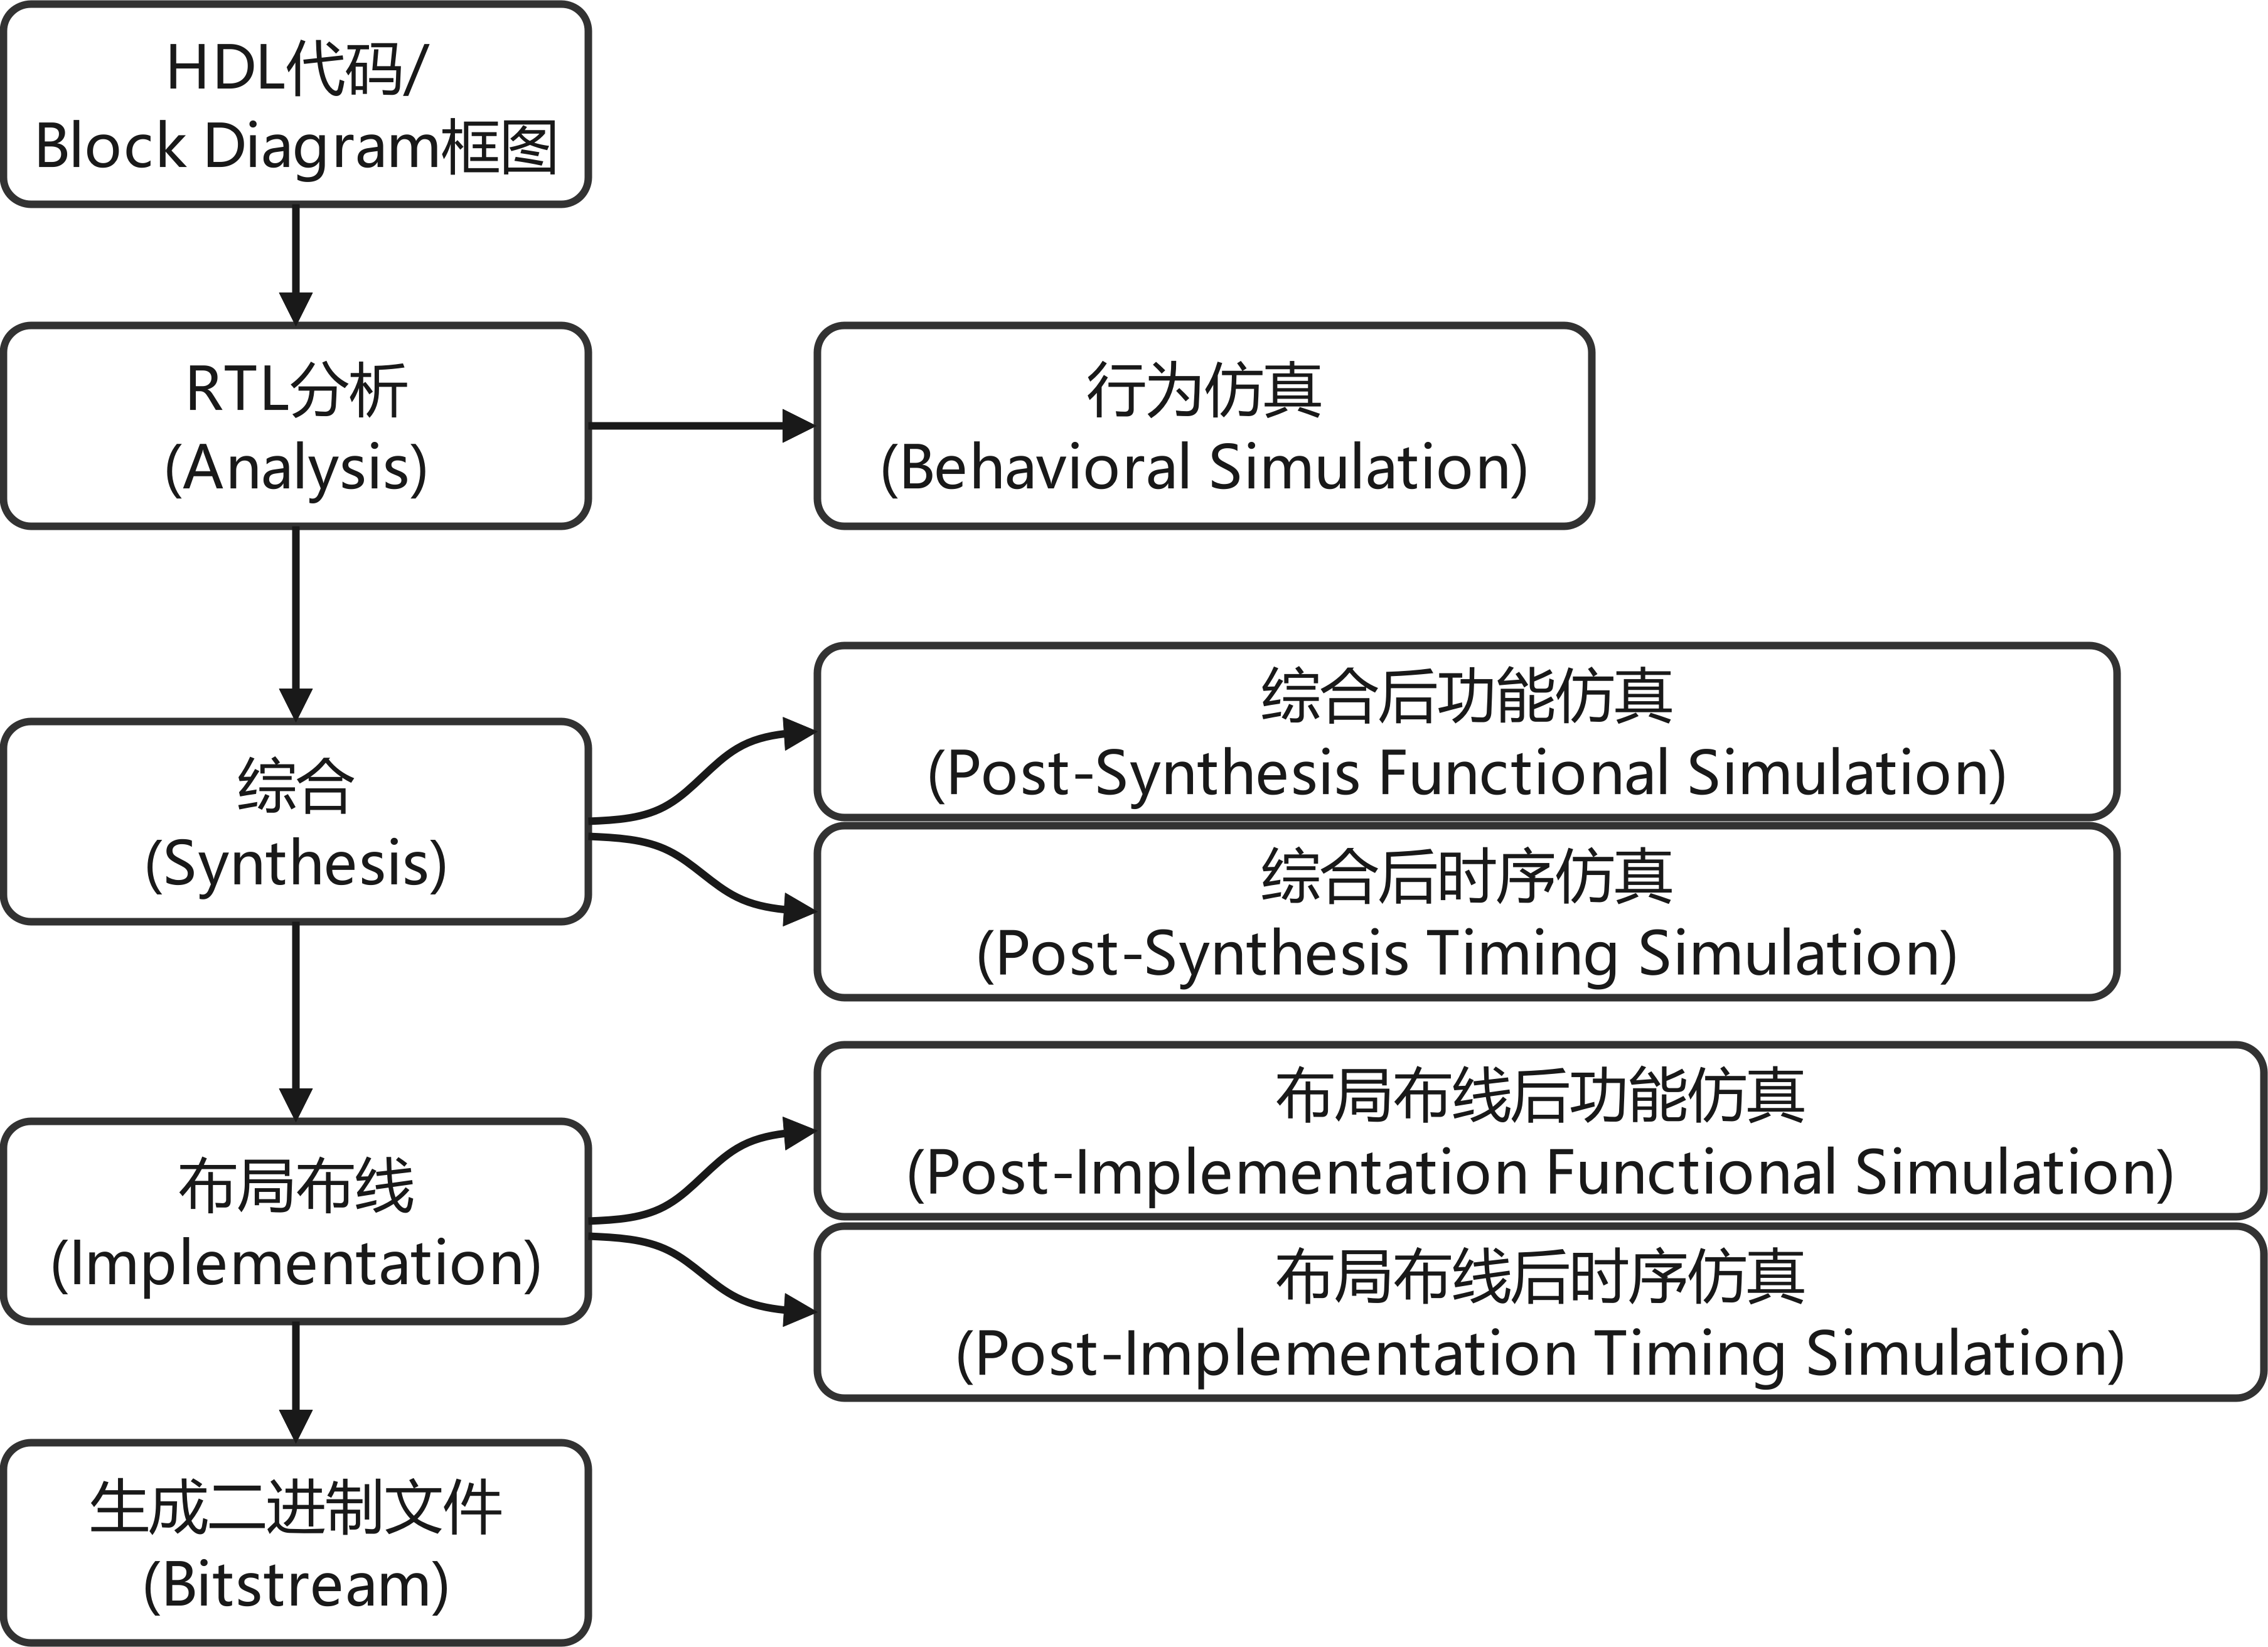 HDL代码/
Block Diagram框图
RTL分析
(Analysis)
行为仿真
(Behavioral Simulation)
综合
(Synthesis)
综合后功能仿真
(Post-Synthesis Functional Simulation)
综合后时序仿真
(Post-Synthesis Timing Simulation)
布局布线
(Implementation)
布局布线后功能仿真
(Post-Implementation Functional Simulation)
布局布线后时序仿真
(Post-Implementation Timing Simulation)
生成二进制文件
(Bitstream)